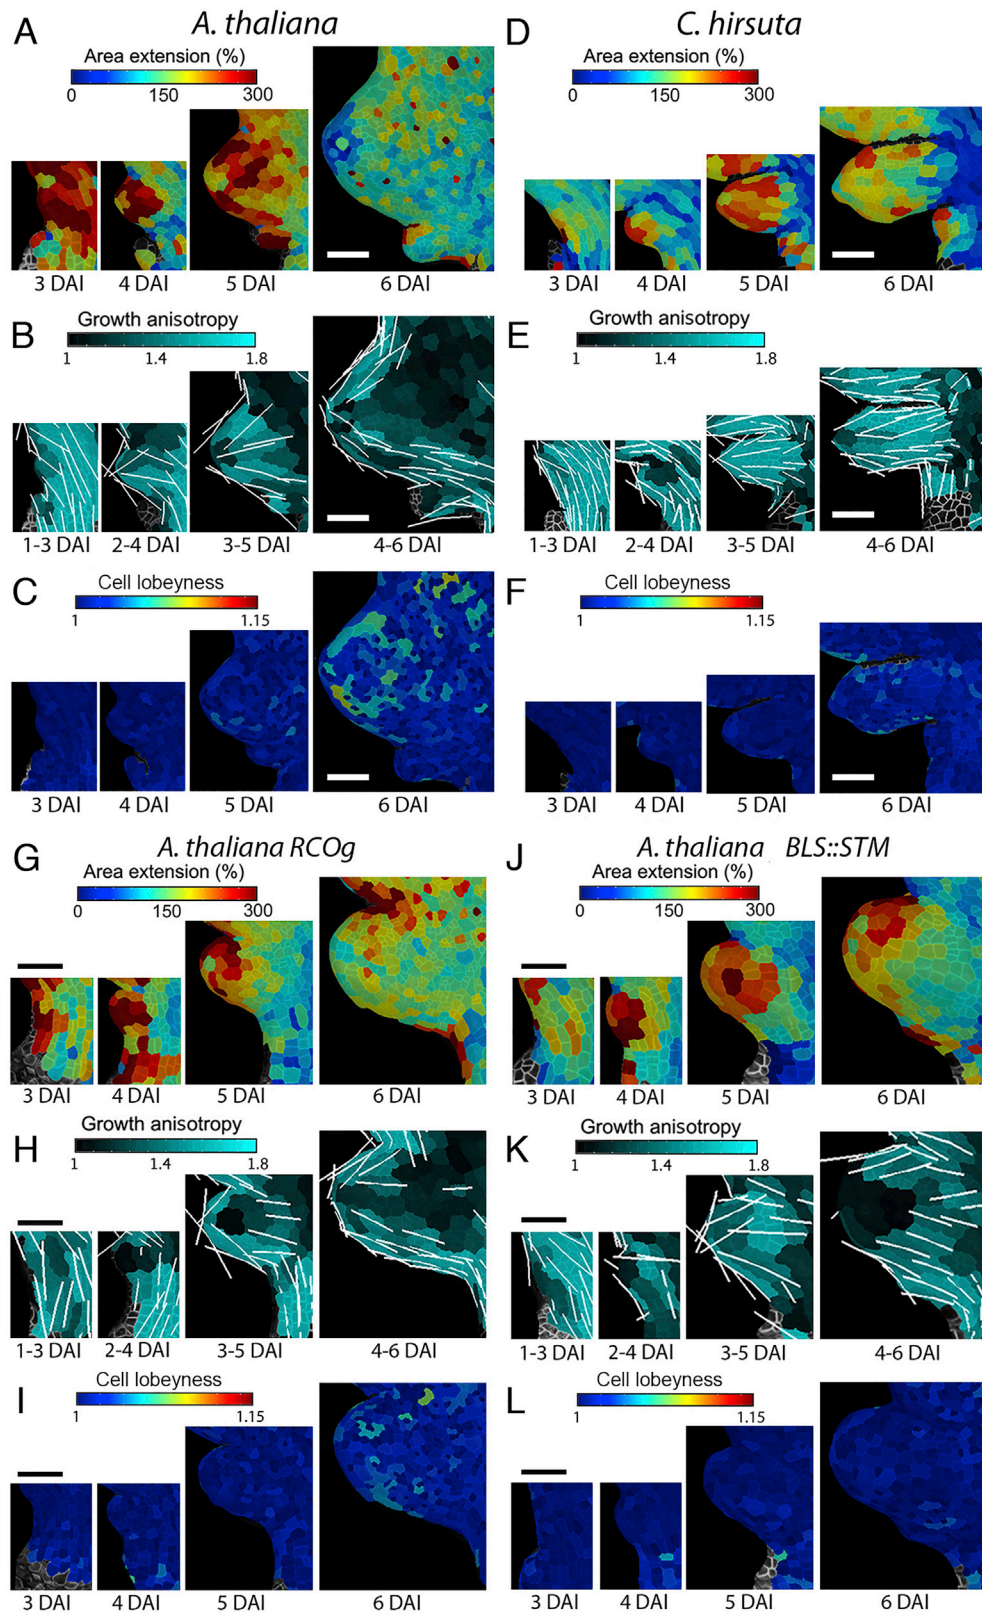 A
A. thaliana
Area extension (%)
0 150 300
3 DAI 4 DAI 5 DAI 6 DAI
B
Growth anisotropy
1 1.4 1.8
1-3 DAI 2-4 DAI 3-5 DAI 4-6 DAI
C
Cell lobeyness
1 1.15
3 DAI 4 DAI 5 DAI 6 DAI
D
C. hirsuta
Area extension (%)
0 150 300
3 DAI 4 DAI 5 DAI 6 DAI
E
Growth anisotropy
1 1.4 1.8
1-3 DAI 2-4 DAI 3-5 DAI 4-6 DAI
F
Cell lobeyness
1 1.15
3 DAI 4 DAI 5 DAI 6 DAI
G
A. thaliana RCOg
Area extension (%)
0 150 300
3 DAI 4 DAI 5 DAI 6 DAI
H
Growth anisotropy
1 1.4 1.8
1-3 DAI 2-4 DAI 3-5 DAI 4-6 DAI
I
Cell lobeyness
1 1.15
3 DAI 4 DAI 5 DAI 6 DAI
J
A. thaliana BLS::STM
Area extension (%)
0 150 300
3 DAI 4 DAI 5 DAI 6 DAI
K
Growth anisotropy
1 1.4 1.8
1-3 DAI 2-4 DAI 3-5 DAI 4-6 DAI
L
Cell lobeyness
1 1.15
3 DAI 4 DAI 5 DAI 6 DAI